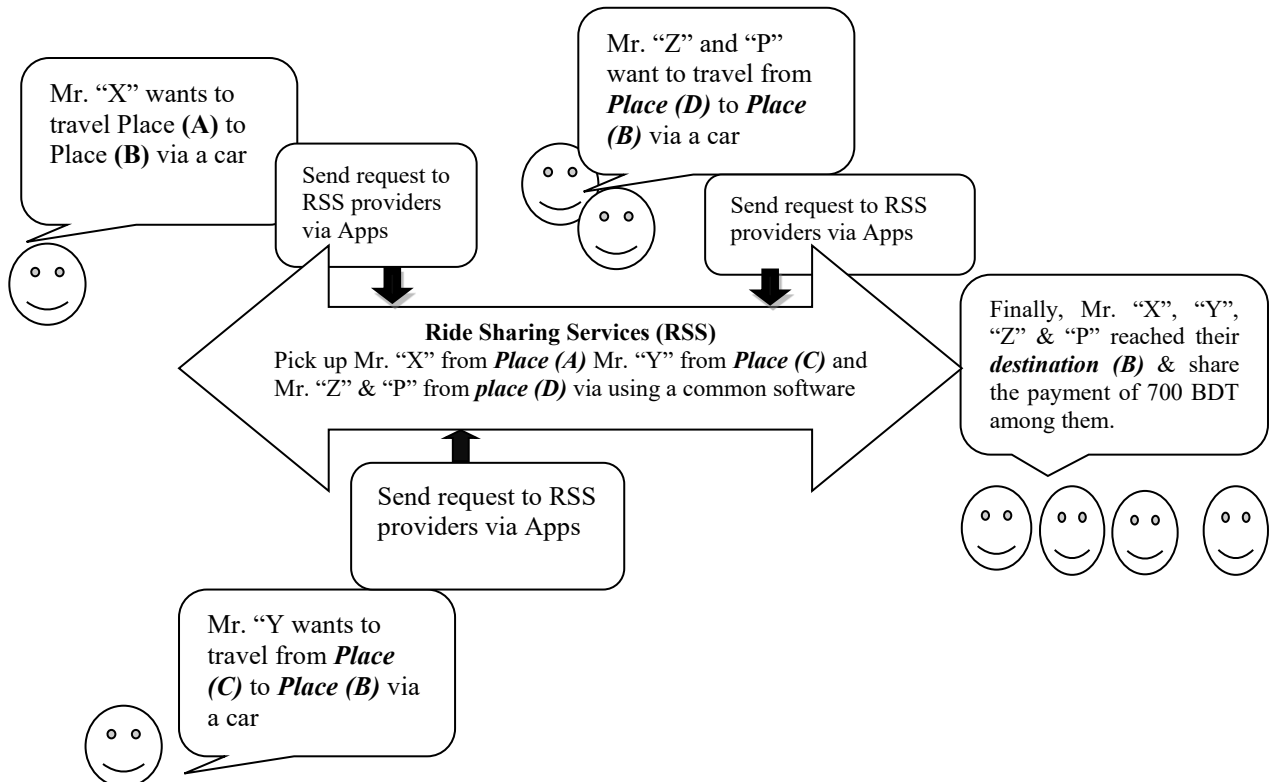 Mr. “X” wants to
travel Place (A) to
Place (B) via a car
Send request to
RSS providers
via Apps
Mr. “Z” and “P”
want to travel from
Place (D) to Place
(B) via a car
Send request to RSS
providers via Apps
Ride Sharing Services (RSS)
Pick up Mr. “X” from Place (A) Mr. “Y” from Place (C) and
Mr. “Z” & “P” from place (D) via using a common software
Finally, Mr. “X”, “Y”,
“Z” & “P” reached their
destination (B) & share
the payment of 700 BDT
among them.
Send request to RSS
providers via Apps
Mr. “Y wants to
travel from Place
(C) to Place (B) via
a car